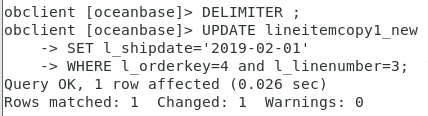 obclient [oceanbase]> DELIMITER ;
obclient [oceanbase]> UPDATE lineitemcopy1_new
    -> SET l_shipdate='2019-02-01'
    -> WHERE l_orderkey=4 and l_linenumber=3;
Query OK, 1 row affected (0.026 sec)
Rows matched: 1  Changed: 1  Warnings: 0